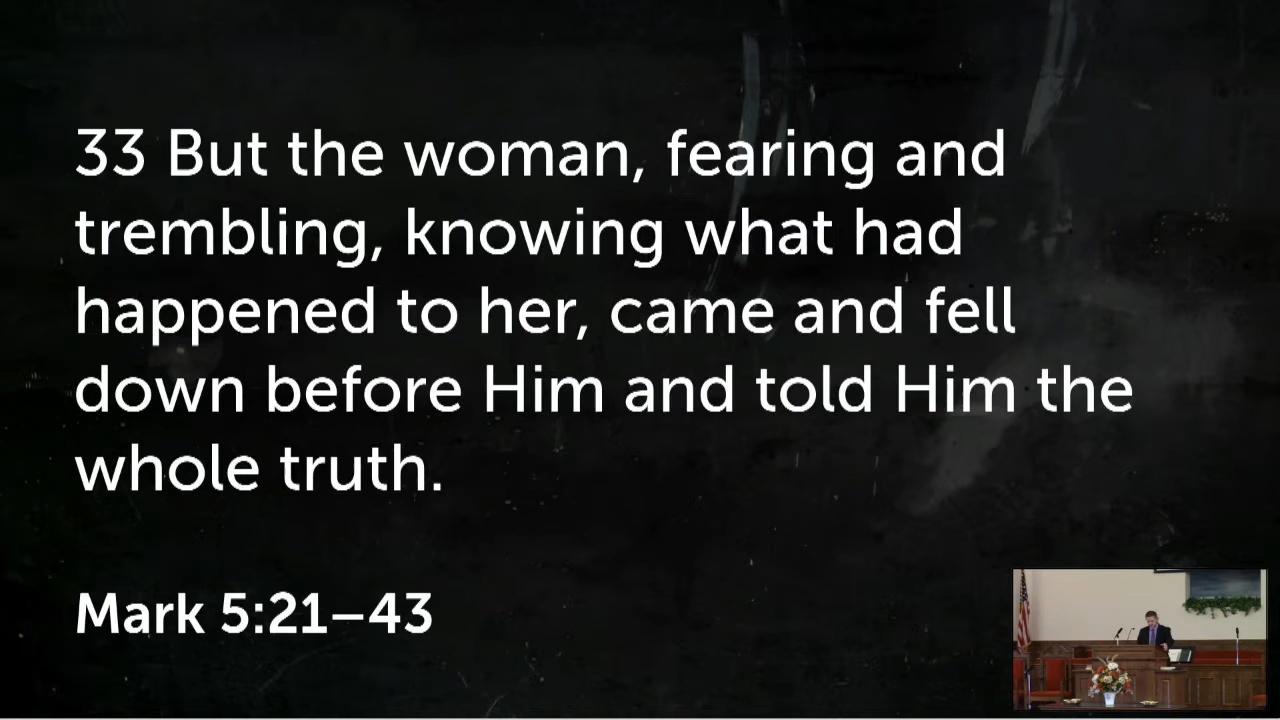 33 But the woman, fearing and
trembling, knowing what had
happened to her, came and fell
down before Him and told Him the
whole truth.
Mark 5:21–43